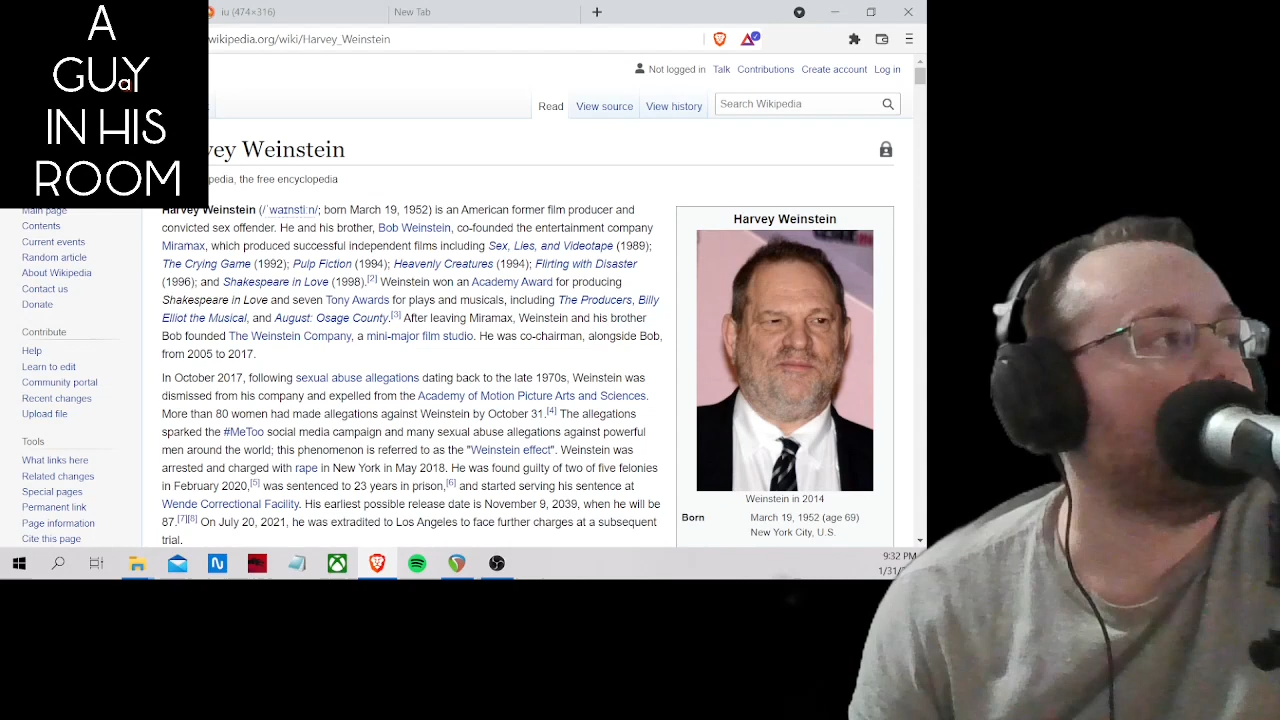 A
GUY
a
IN HIS
ROOM
iu (474×316)
New Tab
wikipedia.org/wiki/Harvey_Weinstein
Not logged in Talk Contributions Create account Log in
Read View source View history
Search Wikipedia
vey Weinstein
pedia, the free encyclopedia
Main page
Contents
Current events
Random article
About Wikipedia
Contact us
Donate
Contribute
Help
Learn to edit
Community portal
Recent changes
Upload file
Tools
What links here
Related changes
Special pages
Permanent link
Page information
Cite this page
Harvey Weinstein (/ˈwaɪnstiːn/; born March 19, 1952) is an American former film producer and
convicted sex offender. He and his brother, Bob Weinstein, co-founded the entertainment company
Miramax, which produced successful independent films including Sex, Lies, and Videotape (1989);
The Crying Game (1992); Pulp Fiction (1994); Heavenly Creatures (1994); Flirting with Disaster
(1996); and Shakespeare in Love (1998).[2] Weinstein won an Academy Award for producing
Shakespeare in Love and seven Tony Awards for plays and musicals, including The Producers, Billy
Elliot the Musical, and August: Osage County.[3] After leaving Miramax, Weinstein and his brother
Bob founded The Weinstein Company, a mini-major film studio. He was co-chairman, alongside Bob,
from 2005 to 2017.
In October 2017, following sexual abuse allegations dating back to the late 1970s, Weinstein was
dismissed from his company and expelled from the Academy of Motion Picture Arts and Sciences.
More than 80 women had made allegations against Weinstein by October 31.[4] The allegations
sparked the #MeToo social media campaign and many sexual abuse allegations against powerful
men around the world; this phenomenon is referred to as the "Weinstein effect". Weinstein was
arrested and charged with rape in New York in May 2018. He was found guilty of two of five felonies
in February 2020,[5] was sentenced to 23 years in prison,[6] and started serving his sentence at
Wende Correctional Facility. His earliest possible release date is November 9, 2039, when he will be
87.[7][8] On July 20, 2021, he was extradited to Los Angeles to face further charges at a subsequent
trial.
Harvey Weinstein
Weinstein in 2014
Born March 19, 1952 (age 69)
New York City, U.S.
9:32 PM
1/31/